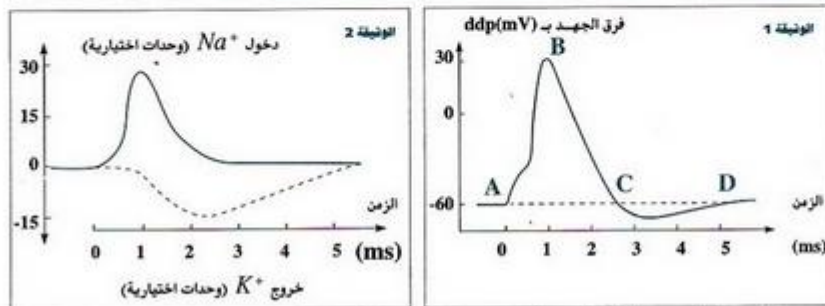 الوثيقة 1
فرق الجهد بـ ddp(mV)
30
0
-60
A
B
C
D
الزمن
0 1 2 3 4 5 (ms)
الوثيقة 2
دخول Na+ (وحدات اختيارية)
30
15
0
-15
الزمن
0 1 2 3 4 5 (ms)
خروج K+ (وحدات اختيارية)